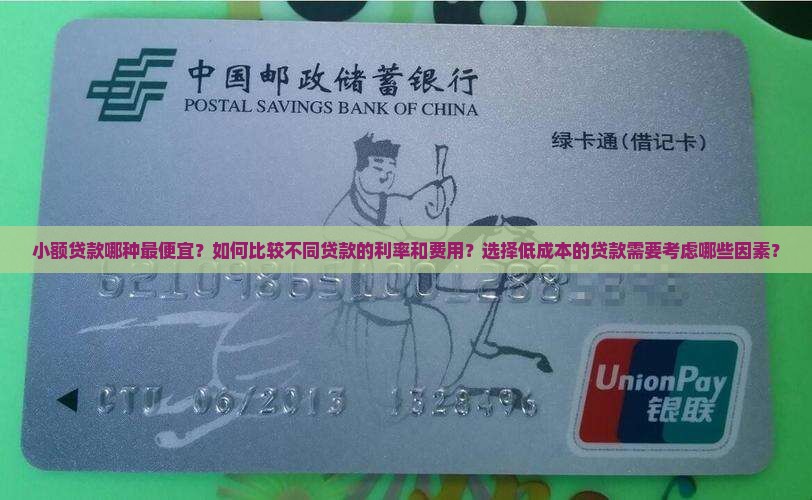 中国邮政储蓄银行
POSTAL SAVINGS BANK OF CHINA
绿卡通(借记卡)
小额贷款哪种最便宜？如何比较不同贷款的利率和费用？选择低成本的贷款需要考虑哪些因素？
CTU 06/2013 1328496
UnionPay
银联